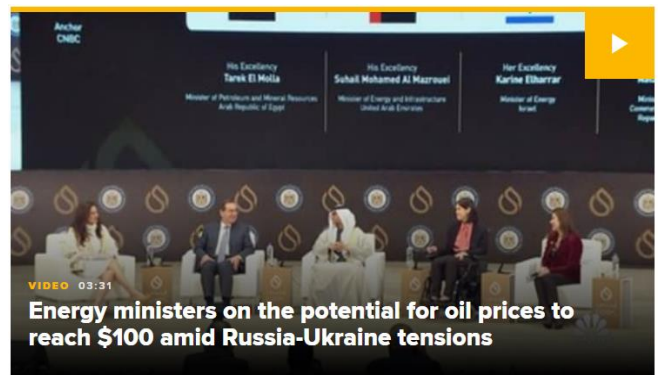 Anchor
CNBC
His Excellency
Tarek El Molla
Minister of Petroleum and Mineral Resources
Arab Republic of Egypt
His Excellency
Suhail Mohamed Al Mazrouei
Minister of Energy and Infrastructure
United Arab Emirates
Her Excellency
Karine Elharrar
Minister of Energy
Israel
VIDEO 03:31
Energy ministers on the potential for oil prices to
reach $100 amid Russia-Ukraine tensions